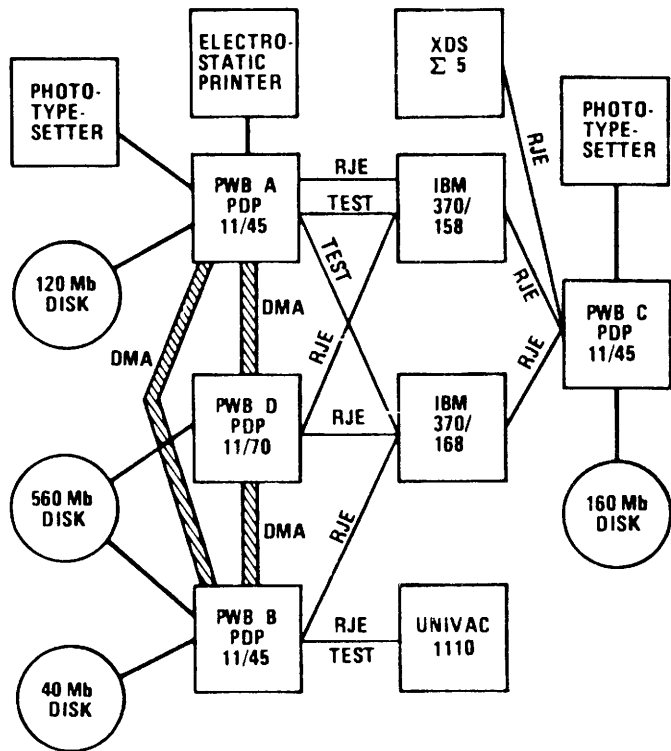 ELECTRO-
STATIC
PRINTER
XDS
Σ 5
PHOTO-
TYPE-
SETTER
PHOTO-
TYPE-
SETTER
RJE
PWB A
PDP
11/45
RJE
TEST
IBM
370/
158
TEST
120 Mb
DISK
DMA
DMA
RJE
RJE
PWB C
PDP
11/45
RJE
PWB D
PDP
11/70
RJE
IBM
370/
168
560 Mb
DISK
DMA
RJE
160 Mb
DISK
PWB B
PDP
11/45
RJE
TEST
UNIVAC
1110
40 Mb
DISK